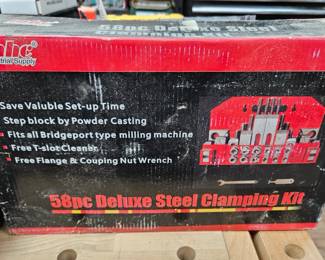 58pc Deluxe Steel
Clamping Kit
hhc®
Industrial Supply
Save Valuble Set-up Time
Step block by Powder Casting
Fits all Bridgeport type milling machine
Free T-slot Cleaner
Free Flange & Couping Nut Wrench
58pc Deluxe Steel Clamping Kit